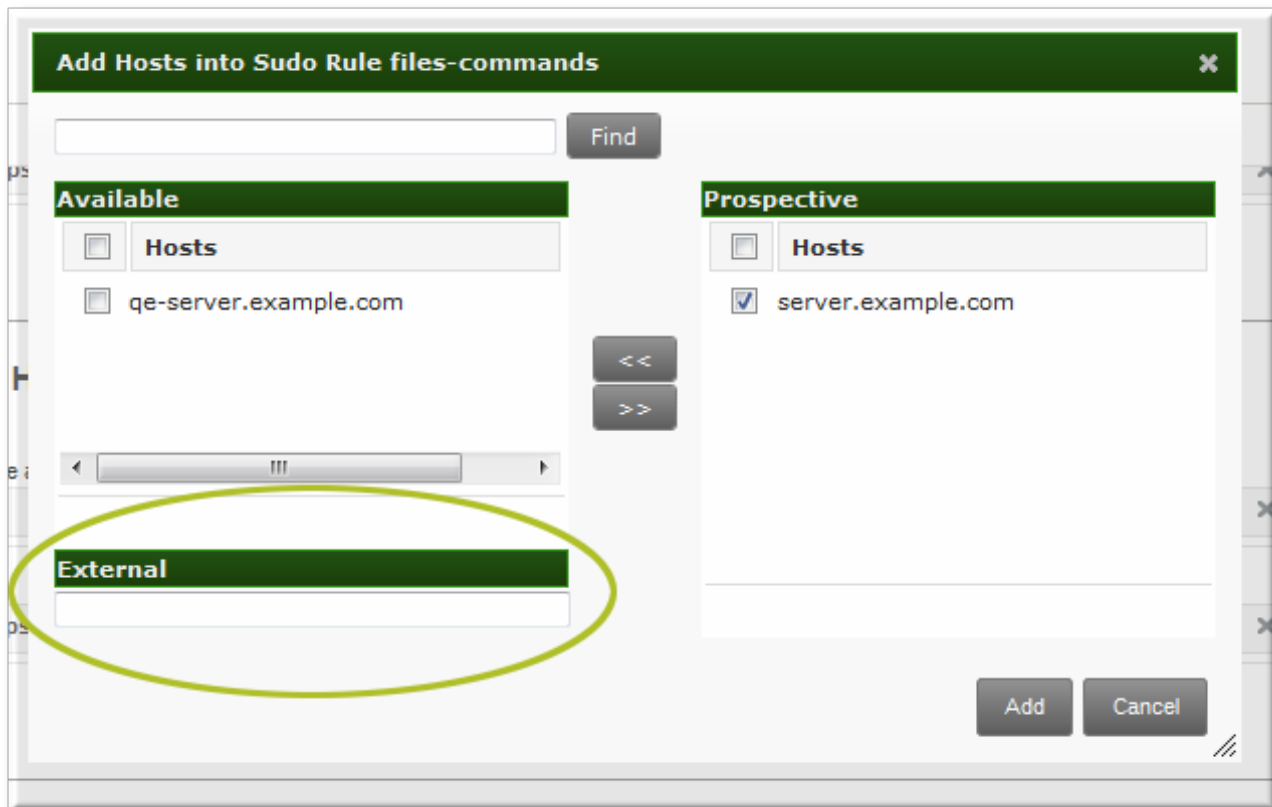 Add Hosts into Sudo Rule files-commands
Find
Available
Prospective
Hosts
Hosts
qe-server.example.com
server.example.com
<<
>>
External
Add
Cancel